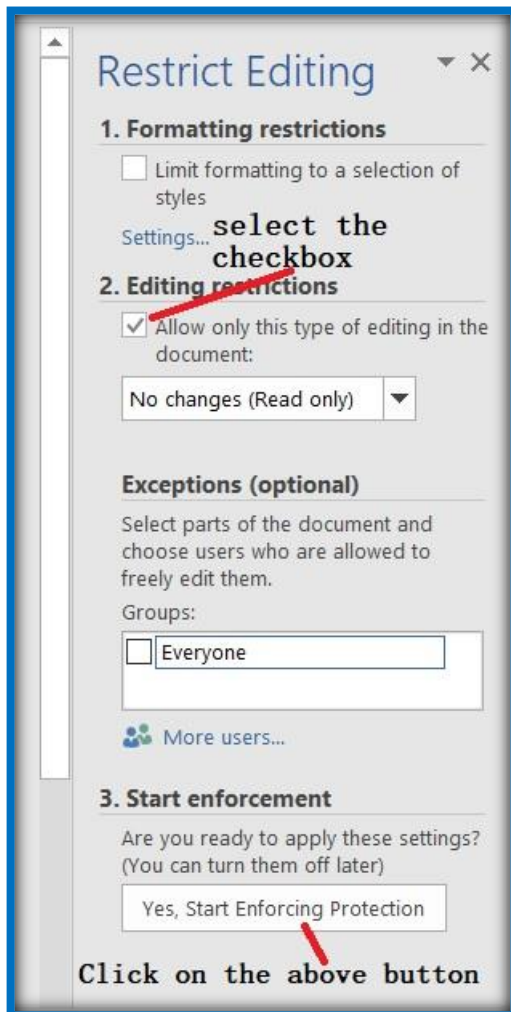 Restrict Editing
1. Formatting restrictions
Limit formatting to a selection of
styles
Settings...
select the
checkbox
2. Editing restrictions
Allow only this type of editing in the
document:
No changes (Read only)
Exceptions (optional)
Select parts of the document and
choose users who are allowed to
freely edit them.
Groups:
Everyone
More users...
3. Start enforcement
Are you ready to apply these settings?
(You can turn them off later)
Yes, Start Enforcing Protection
Click on the above button